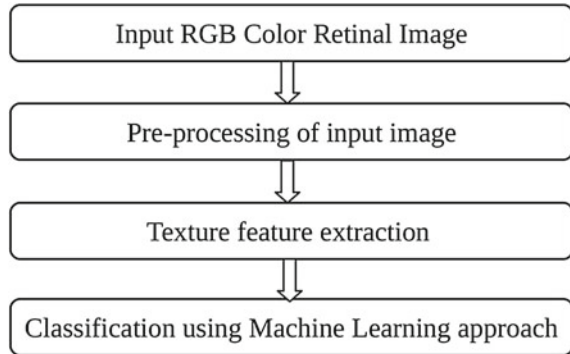 Input RGB Color Retinal Image
Pre-processing of input image
Texture feature extraction
Classification using Machine Learning approach